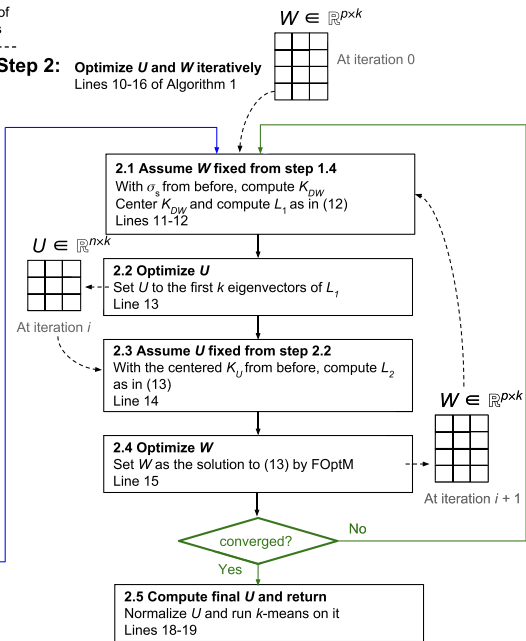 of
s
W ∈ ℝ^{p×k}
At iteration 0
Step 2: Optimize U and W iteratively
Lines 10-16 of Algorithm 1
2.1 Assume W fixed from step 1.4
With σ_s from before, compute K_{DW}
Center K_{DW} and compute L_1 as in (12)
Lines 11-12
U ∈ ℝ^{n×k}
At iteration i
2.2 Optimize U
Set U to the first k eigenvectors of L_1
Line 13
2.3 Assume U fixed from step 2.2
With the centered K_U from before, compute L_2
as in (13)
Line 14
W ∈ ℝ^{p×k}
At iteration i + 1
2.4 Optimize W
Set W as the solution to (13) by FOptM
Line 15
converged?
No
Yes
2.5 Compute final U and return
Normalize U and run k-means on it
Lines 18-19